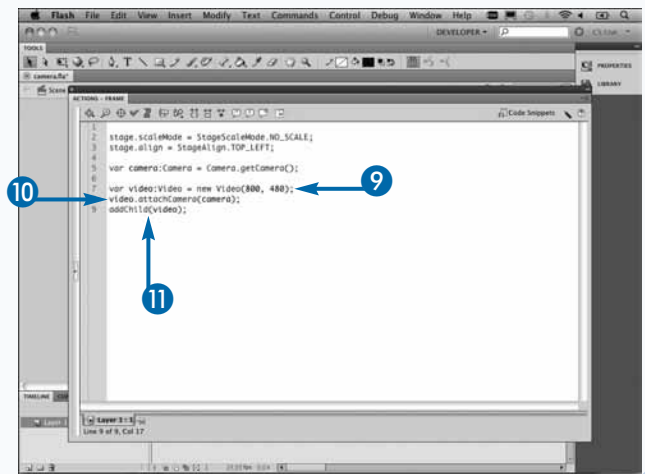 Flash File Edit View Insert Modify Text Commands Control Debug Window Help
DEVELOPER
TOOLS
camera.fla*
Scene
PROPERTIES
LIBRARY
ACTIONS - FRAME
Code Snippets
1
2 stage.scaleMode = StageScaleMode.NO_SCALE;
3 stage.align = StageAlign.TOP_LEFT;
4
5 var camera:Camera = Camera.getCamera();
6
7 var video:Video = new Video(800, 480);
8 video.attachCamera(camera);
9 addChild(video);
9
10
11
TIMELINE
Layer 1
Layer 1 : 1
Line 9 of 9, Col 17